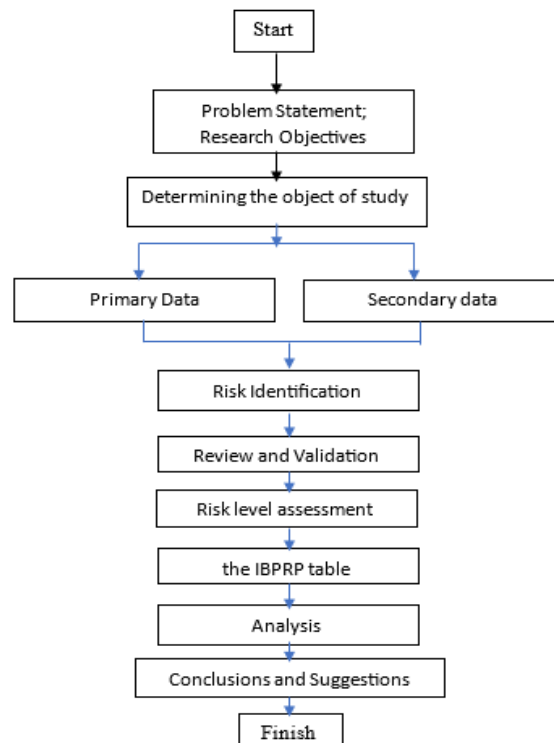 Start
Problem Statement;
Research Objectives
Determining the object of study
Primary Data
Secondary data
Risk Identification
Review and Validation
Risk level assessment
the IBPRP table
Analysis
Conclusions and Suggestions
Finish